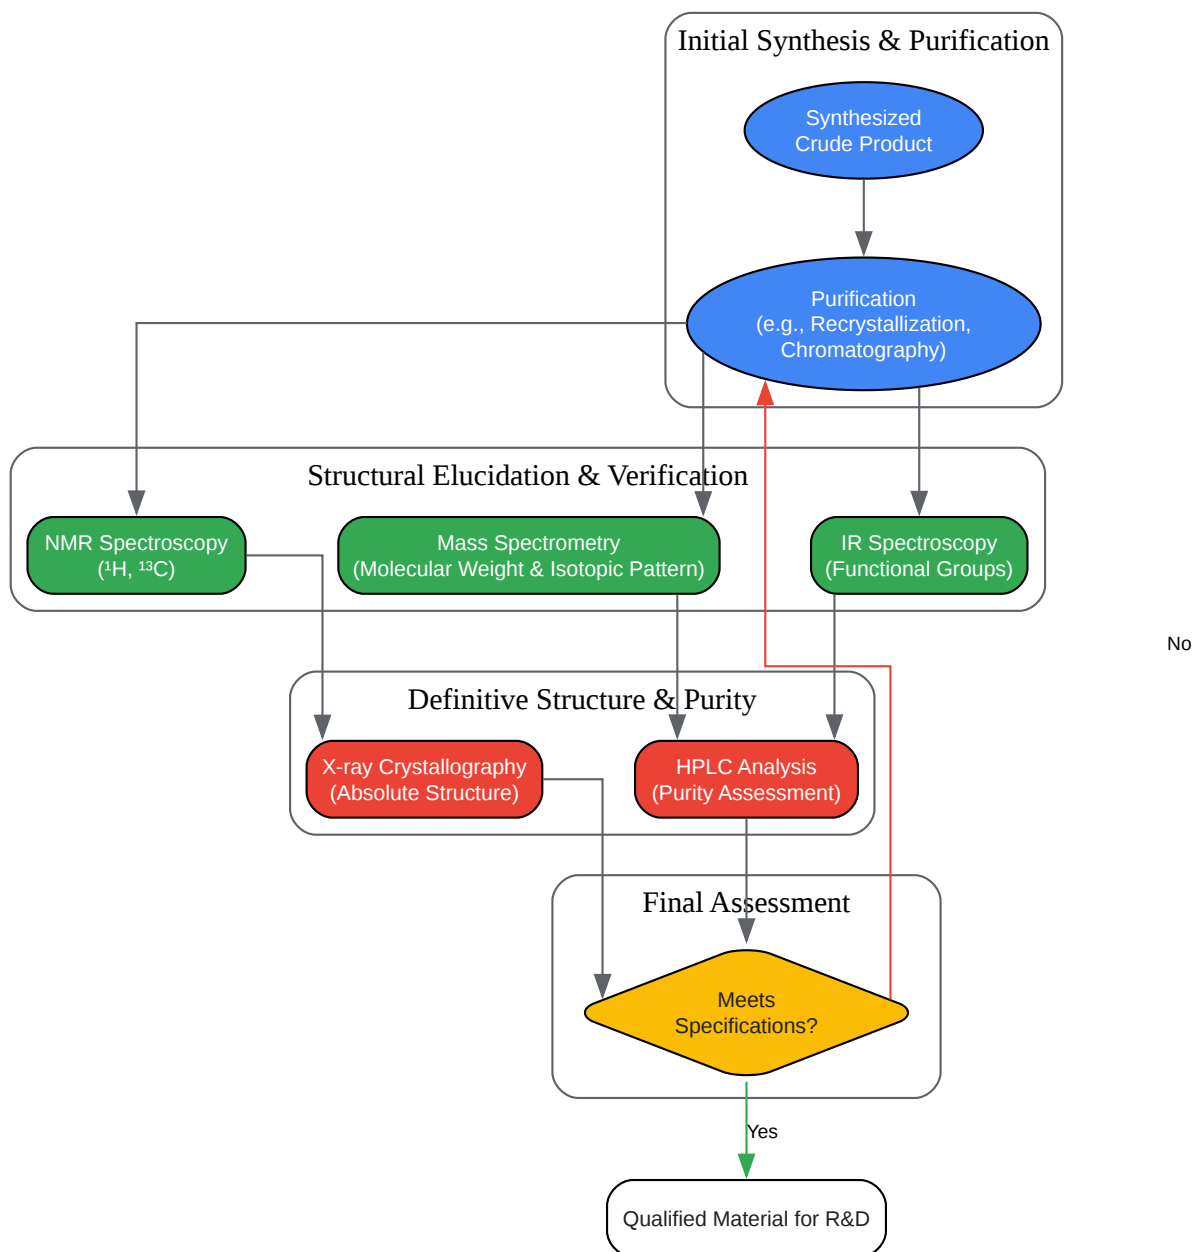 Initial Synthesis & Purification
Synthesized
Crude Product
Purification
(e.g., Recrystallization,
Chromatography)
Structural Elucidation & Verification
NMR Spectroscopy
(¹H, ¹³C)
Mass Spectrometry
(Molecular Weight & Isotopic Pattern)
IR Spectroscopy
(Functional Groups)
No
Definitive Structure & Purity
X-ray Crystallography
(Absolute Structure)
HPLC Analysis
(Purity Assessment)
Final Assessment
Meets
Specifications?
Yes
Qualified Material for R&D